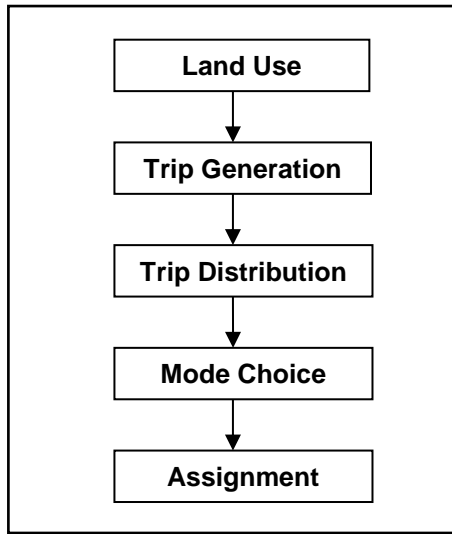 Land Use
Trip Generation
Trip Distribution
Mode Choice
Assignment